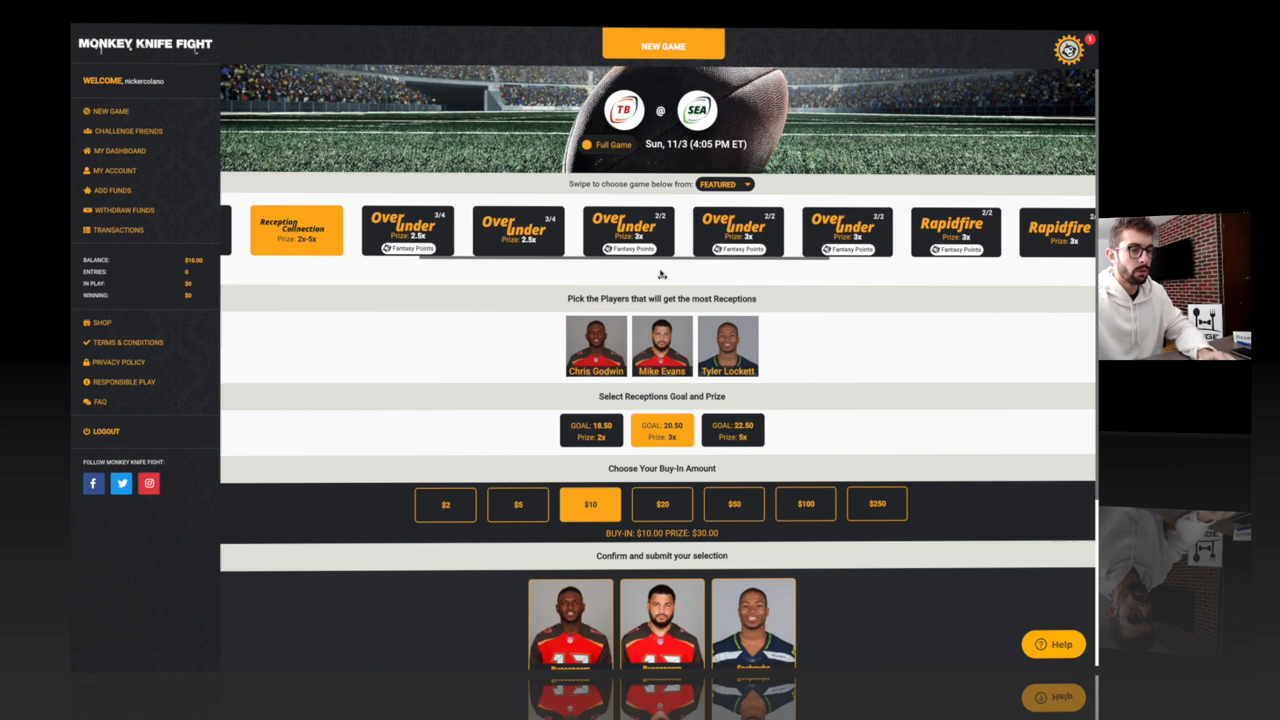 MONKEY KNIFE FIGHT
NEW GAME
1
WELCOME, nickercolano
NEW GAME
CHALLENGE FRIENDS
MY DASHBOARD
MY ACCOUNT
ADD FUNDS
WITHDRAW FUNDS
TRANSACTIONS
BALANCE: $10.00
ENTRIES: 0
IN PLAY: $0
WINNING: $0
SHOP
TERMS & CONDITIONS
PRIVACY POLICY
RESPONSIBLE PLAY
FAQ
LOGOUT
FOLLOW MONKEY KNIFE FIGHT:
TB @ SEA
Full Game Sun, 11/3 (4:05 PM ET)
Swipe to choose game below from: FEATURED
Reception Connection
Prize: 2x-5x
Over Under 3/4
Prize: 2.5x
Fantasy Points
Over Under 3/4
Prize: 2.5x
Over Under 2/2
Prize: 3x
Fantasy Points
Over Under 2/2
Prize: 3x
Fantasy Points
Over Under 2/2
Prize: 3x
Fantasy Points
Rapidfire 2/2
Prize: 3x
Fantasy Points
Rapidfire
Prize: 3x
Pick the Players that will get the most Receptions
Chris Godwin Mike Evans Tyler Lockett
Select Receptions Goal and Prize
GOAL: 18.50
Prize: 2x
GOAL: 20.50
Prize: 3x
GOAL: 22.50
Prize: 5x
Choose Your Buy-In Amount
$2 $5 $10 $20 $50 $100 $250
BUY-IN: $10.00 PRIZE: $30.00
Confirm and submit your selection
Help